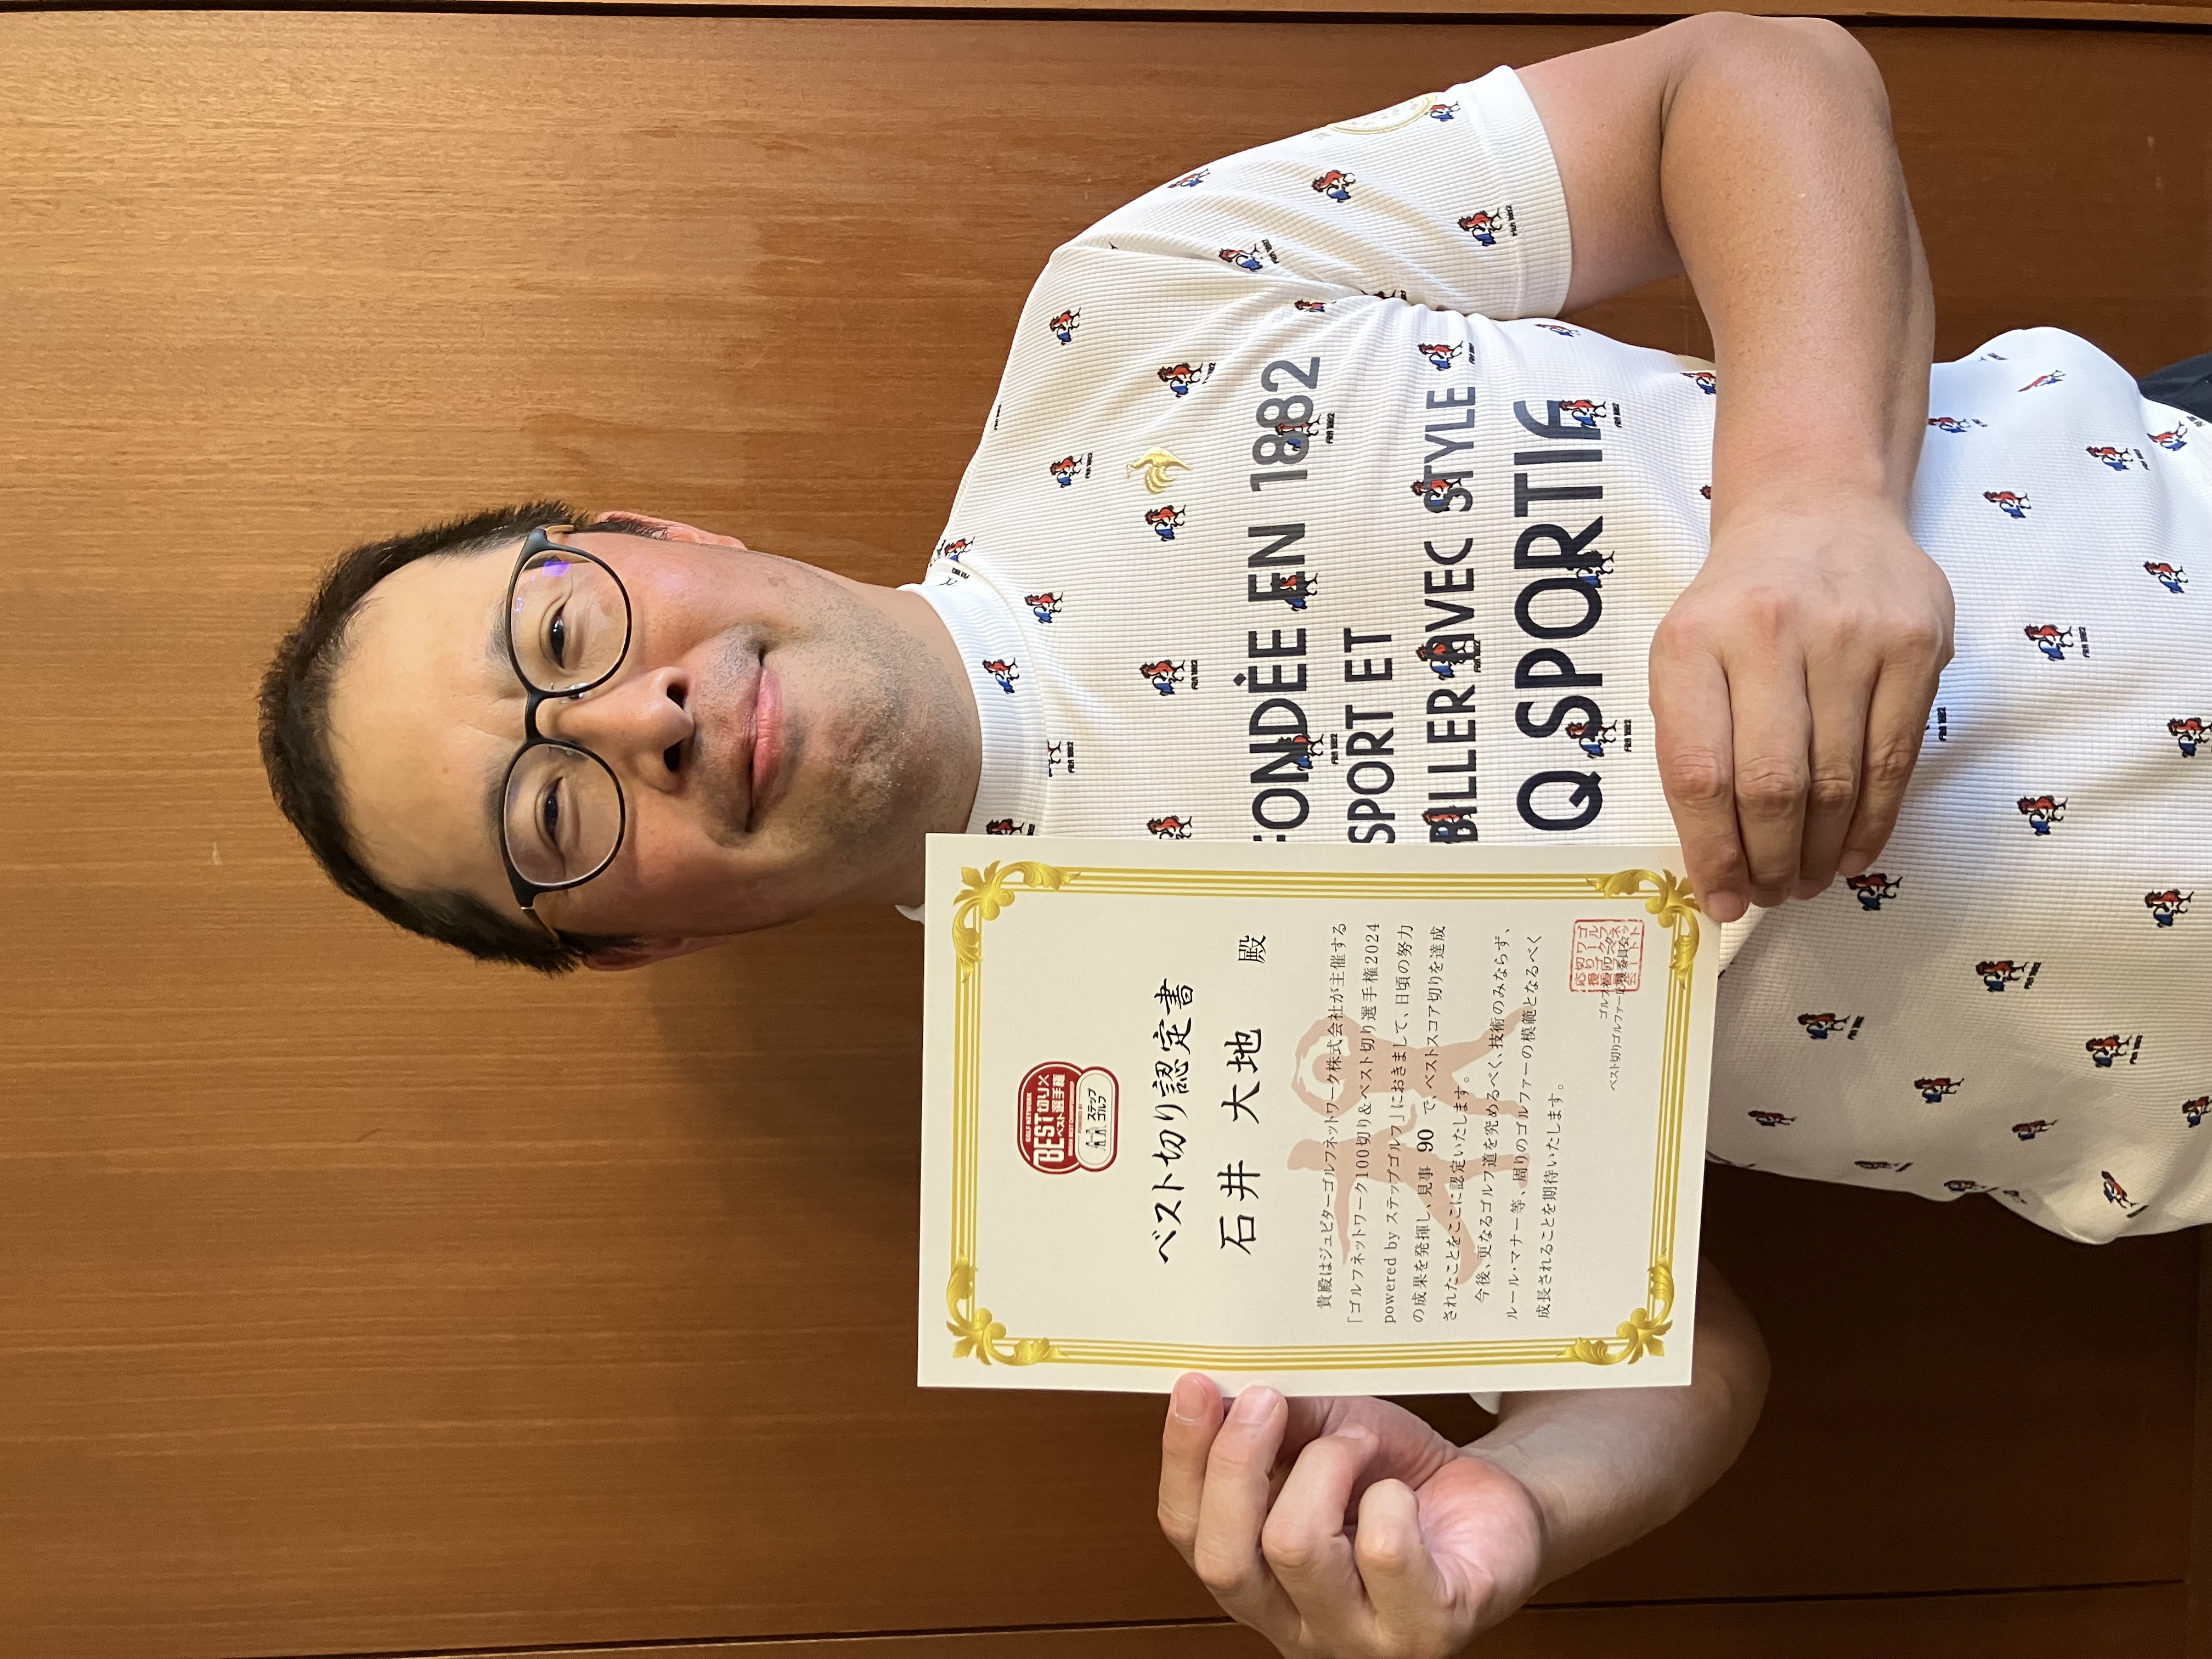 FONDÉE EN 1882
SPORT ET
BILLER AVEC STYLE
Q SPORTIF
GOLF NETWORK
BEST切り×
ベスト選手権
POWERED BY
ステップ
ゴルフ
ベスト切り認定書
石井 大地 殿
貴殿はジュピターゴルフネットワーク株式会社が主催する
「ゴルフネットワーク100切り&ベスト切り選手権2024
powered by ステップゴルフ」におきまして、日頃の努力
の成果を発揮し、見事 90 で、ベストスコア切りを達成
されたことをここに認定いたします。
今後、更なるゴルフ道を究めるべく、技術のみならず、
ルール・マナー等、周りのゴルファーの模範となるべく
成長されることを期待いたします。
ベスト切りゴルファー応援委員会